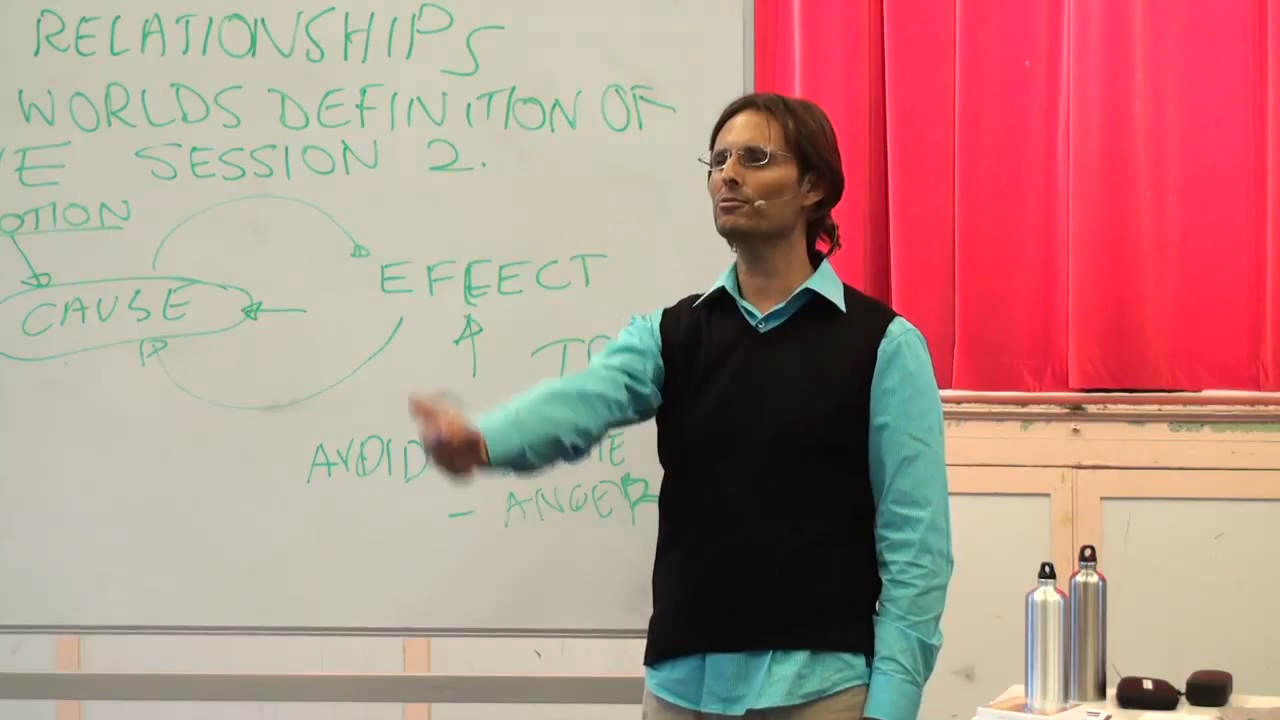 RELATIONSHIPS
WORLDS DEFINITION OF
SESSION 2.
CAUSE
EFFECT
AVOID
- ANGER